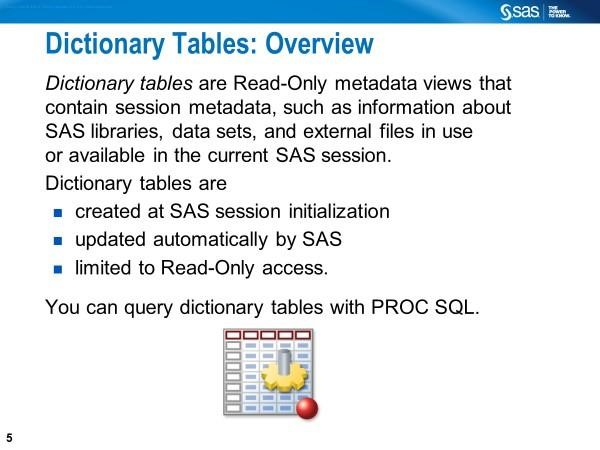 sas
THE
POWER
TO KNOW.
Dictionary Tables: Overview
Dictionary tables are Read-Only metadata views that
contain session metadata, such as information about
SAS libraries, data sets, and external files in use
or available in the current SAS session.
Dictionary tables are
created at SAS session initialization
updated automatically by SAS
limited to Read-Only access.
You can query dictionary tables with PROC SQL.
5